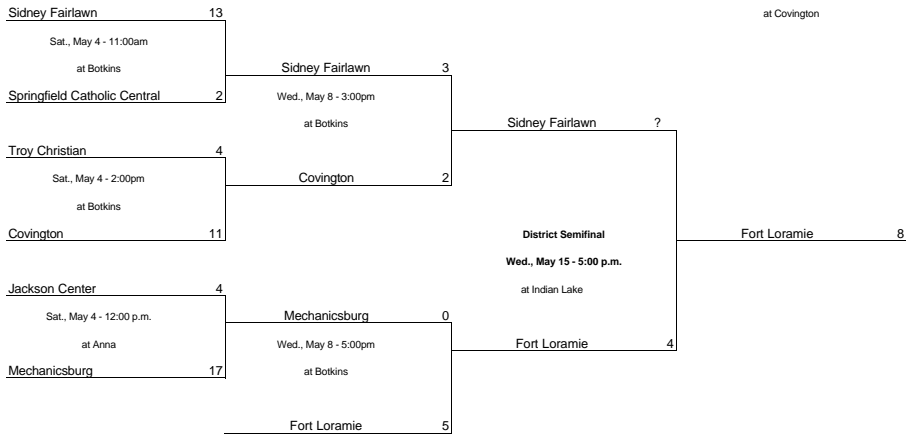 Sidney Fairlawn 13
at Covington
Sat., May 4 - 11:00am
at Botkins
Sidney Fairlawn 3
Springfield Catholic Central 2
Wed., May 8 - 3:00pm
at Botkins
Sidney Fairlawn ?
Troy Christian 4
Sat., May 4 - 2:00pm
Covington 2
at Botkins
Covington 11
District Semifinal
Fort Loramie 8
Wed., May 15 - 5:00 p.m.
Jackson Center 4
at Indian Lake
Sat., May 4 - 12:00 p.m.
Mechanicsburg 0
at Anna
Wed., May 8 - 5:00pm
Fort Loramie 4
Mechanicsburg 17
at Botkins
Fort Loramie 5